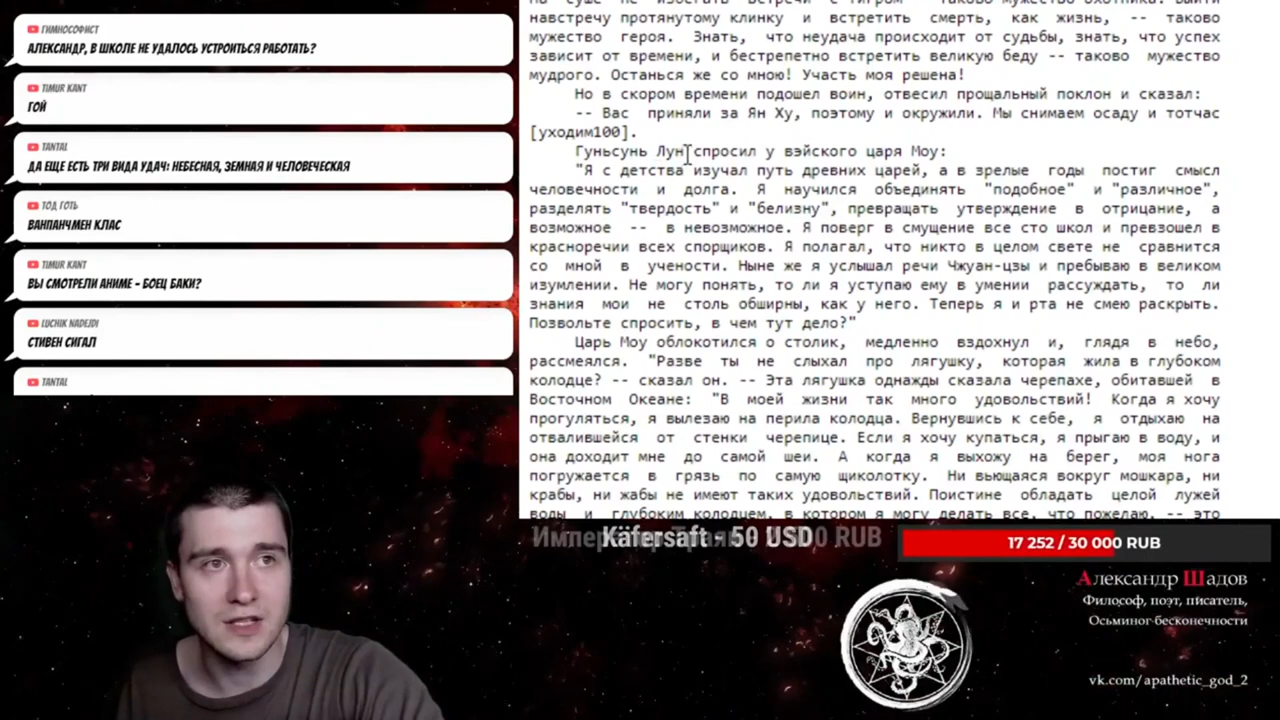 ГИМНОСОФИСТ
АЛЕКСАНДР, В ШКОЛЕ НЕ УДАЛОСЬ УСТРОИТЬСЯ РАБОТАТЬ?
TIMUR KANT
ГОЙ
TANTAL
ДА ЕЩЕ ЕСТЬ ТРИ ВИДА УДАЧ: НЕБЕСНАЯ, ЗЕМНАЯ И ЧЕЛОВЕЧЕСКАЯ
ТОД ГОТЬ
ВАНПАНЧМЕН КЛАС
TIMUR KANT
ВЫ СМОТРЕЛИ АНИМЕ - БОЕЦ БАКИ?
LUCHIK NADEJDI
СТИВЕН СИГАЛ
TANTAL
навстречу протянутому клинку и встретить смерть, как жизнь, -- таково
мужество героя. Знать, что неудача происходит от судьбы, знать, что успех
зависит от времени, и бестрепетно встретить великую беду -- таково мужество
мудрого. Останься же со мною! Участь моя решена!
Но в скором времени подошел воин, отвесил прощальный поклон и сказал:
-- Вас приняли за Ян Ху, поэтому и окружили. Мы снимаем осаду и тотчас
[уходим100].
Гуньсунь Лун спросил у вэйского царя Моу:
"Я с детства изучал путь древних царей, а в зрелые годы постиг смысл
человечности и долга. Я научился объединять "подобное" и "различное",
разделять "твердость" и "белизну", превращать утверждение в отрицание, а
возможное -- в невозможное. Я поверг в смущение все сто школ и превзошел в
красноречии всех спорщиков. Я полагал, что никто в целом свете не сравнится
со мной в учености. Ныне же я услышал речи Чжуан-цзы и пребываю в великом
изумлении. Не могу понять, то ли я уступаю ему в умении рассуждать, то ли
знания мои не столь обширны, как у него. Теперь я и рта не смею раскрыть.
Позвольте спросить, в чем тут дело?"
Царь Моу облокотился о столик, медленно вздохнул и, глядя в небо,
рассмеялся. "Разве ты не слыхал про лягушку, которая жила в глубоком
колодце? -- сказал он. -- Эта лягушка однажды сказала черепахе, обитавшей в
Восточном Океане: "В моей жизни так много удовольствий! Когда я хочу
прогуляться, я вылезаю на перила колодца. Вернувшись к себе, я отдыхаю на
отвалившейся от стенки черепице. Если я хочу купаться, я прыгаю в воду, и
она доходит мне до самой шеи. А когда я выхожу на берег, моя нога
погружается в грязь по самую щиколотку. Ни вьющаяся вокруг мошкара, ни
крабы, ни жабы не имеют таких удовольствий. Поистине обладать целой лужей
воды и глубоким колодцем, в котором я могу делать все, что пожелаю, -- это
Käfersaft - 50 USD
RUB
17 252 / 30 000 RUB
Александр Шадов
Философ, поэт, писатель,
Осьминог бесконечности
vk.com/apathetic_god_2